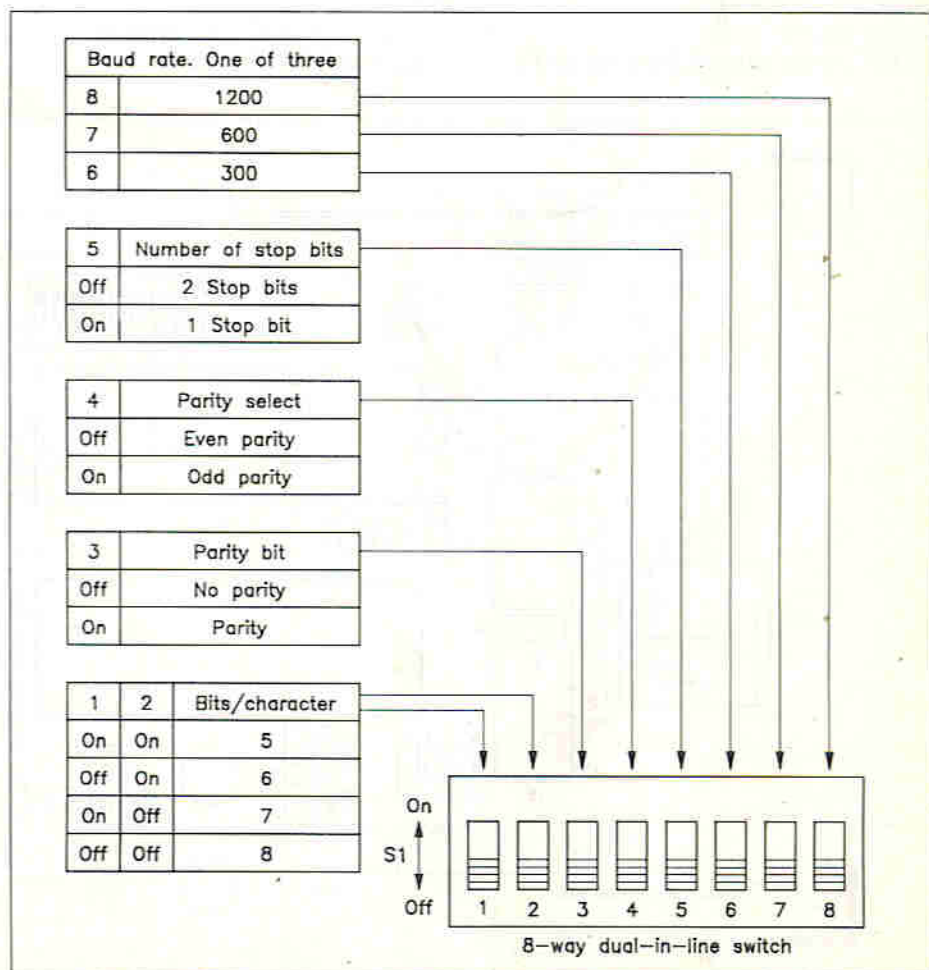 Baud rate. One of three
8 1200
7 600
6 300
5 Number of stop bits
Off 2 Stop bits
On 1 Stop bit
4 Parity select
Off Even parity
On Odd parity
3 Parity bit
Off No parity
On Parity
1 2 Bits/character
On On 5
Off On 6
On Off 7
Off Off 8
On
S1
Off
1 2 3 4 5 6 7 8
8-way dual-in-line switch